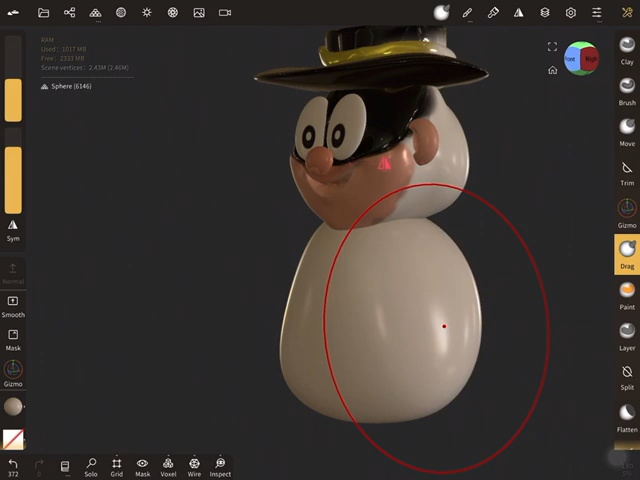 RAM
Used : 1017 MB
Free : 2333 MB
Scene vertices : 2.43M (2.46M)
Sphere (6146)
Front
Right
Clay
Brush
Move
Trim
Gizmo
Drag
Paint
Layer
Split
Flatten
Sym
Normal
Smooth
Mask
Gizmo
372
0
Solo
Grid
Mask
Voxel
Wire
Inspect